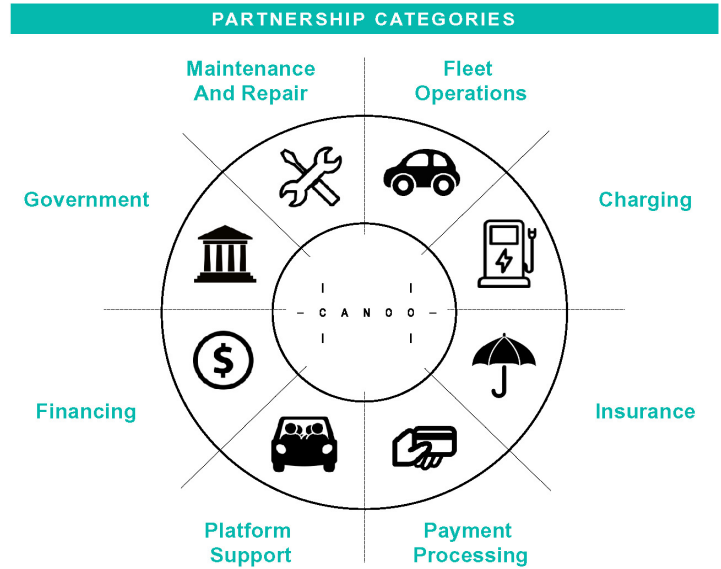 PARTNERSHIP CATEGORIES
Maintenance
And Repair
Fleet
Operations
Government
Charging
$
CANOO
Financing
Insurance
Platform
Support
Payment
Processing